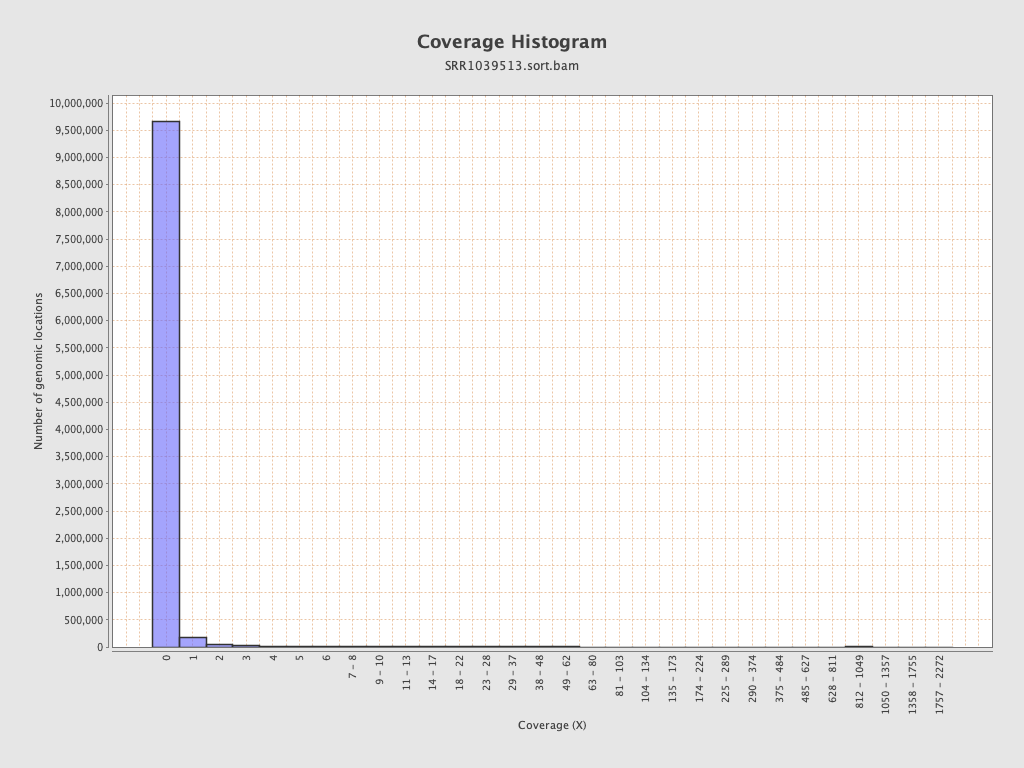 Coverage Histogram
SRR1039513.sort.bam
10,000,000
9,500,000
9,000,000
8,500,000
8,000,000
7,500,000
7,000,000
6,500,000
6,000,000
5,500,000
5,000,000
4,500,000
4,000,000
3,500,000
3,000,000
2,500,000
2,000,000
1,500,000
1,000,000
500,000
0
Number of genomic locations
0
1
2
3
4
5
6
7 - 8
9 - 10
11 - 13
14 - 17
18 - 22
23 - 28
29 - 37
38 - 48
49 - 62
63 - 80
81 - 103
104 - 134
135 - 173
174 - 224
225 - 289
290 - 374
375 - 484
485 - 627
628 - 811
812 - 1049
1050 - 1357
1358 - 1755
1757 - 2272
Coverage (X)